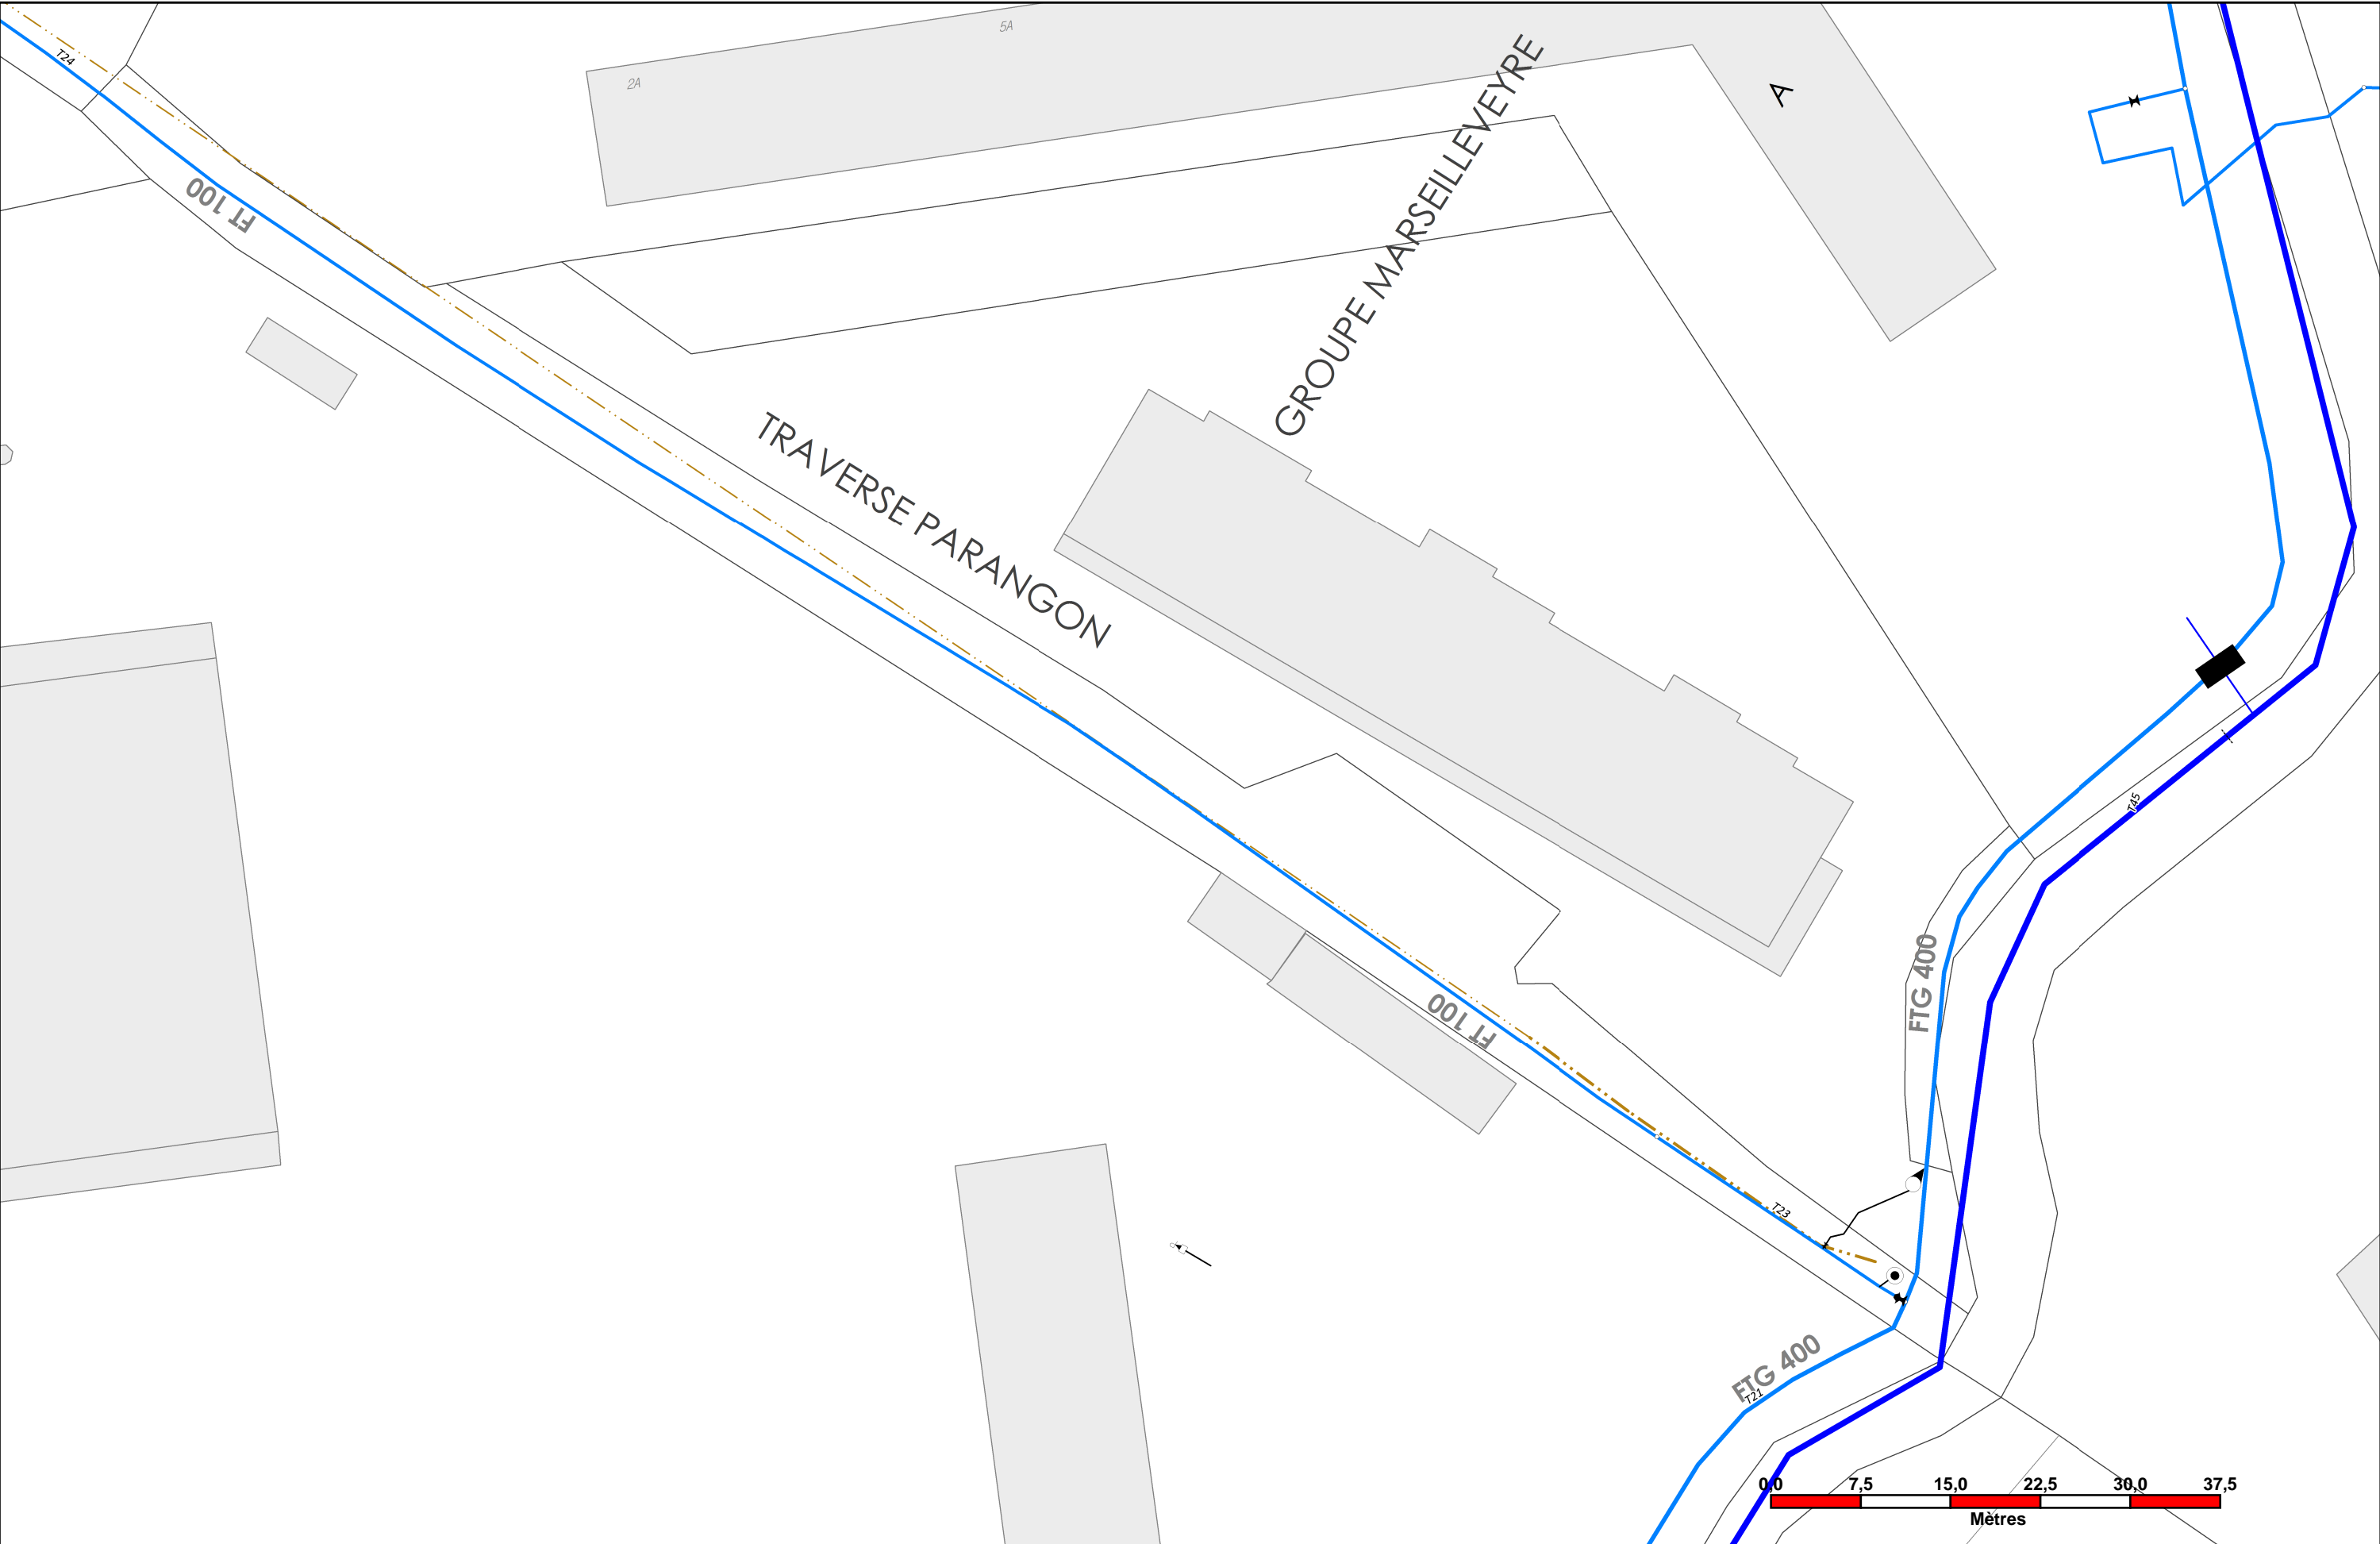 5A
T24
2A
A
GROUPE MARSEILLEVEYRE
FT 100
TRAVERSE PARANGON
T45
FTG 400
FT 100
T23
FTG 400
T21
0,0 7,5 15,0 22,5 30,0 37,5
Mètres